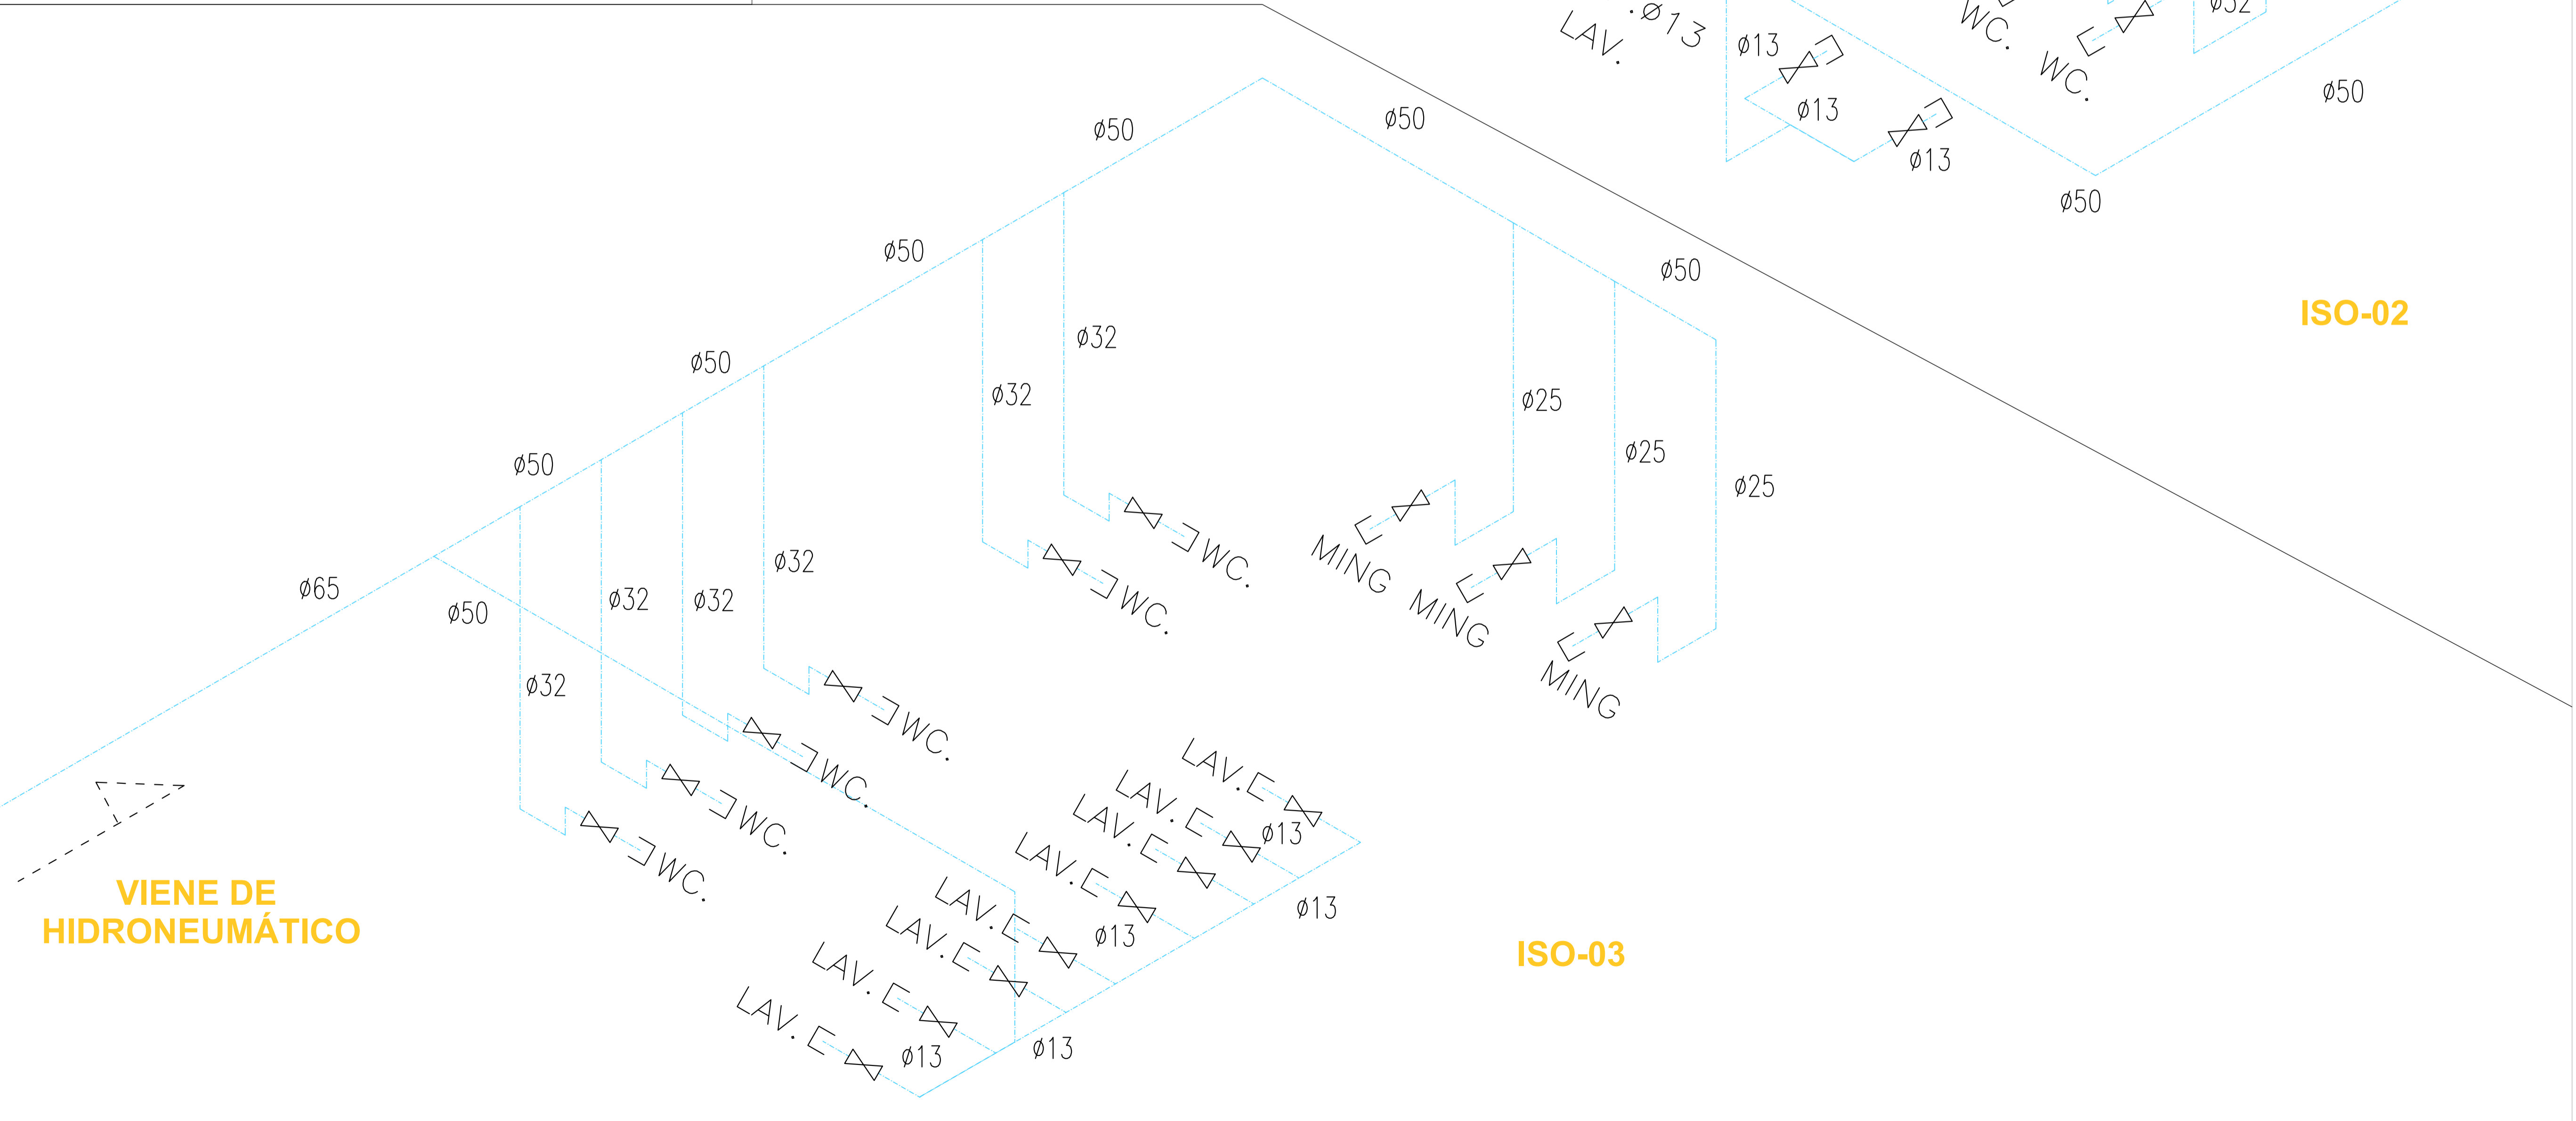 .ø13
LAV.
ø13
WC.
WC.
ø32
ø50
ø13
ø13
ø50
ø50
ø50
ø50
ø50
ISO-02
ø50
ø32
ø32
ø50
ø25
ø25
ø25
ø50
ø32
WC.
WC.
MING
MING
MING
ø65
ø50
ø32
ø32
ø32
WC.
WC.
WC.
WC.
LAV.
LAV.
LAV.
LAV.
LAV.
LAV.
LAV.
LAV.
ø13
ø13
ø13
ø13
ø13
VIENE DE
HIDRONEUMÁTICO
ISO-03